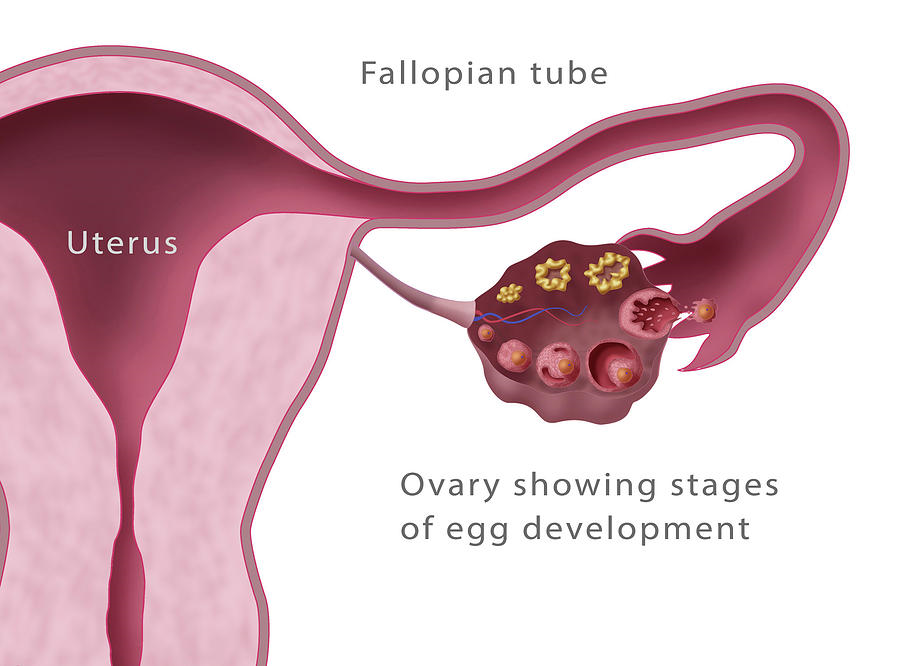 Fallopian tube
Uterus
Ovary showing stages
of egg development